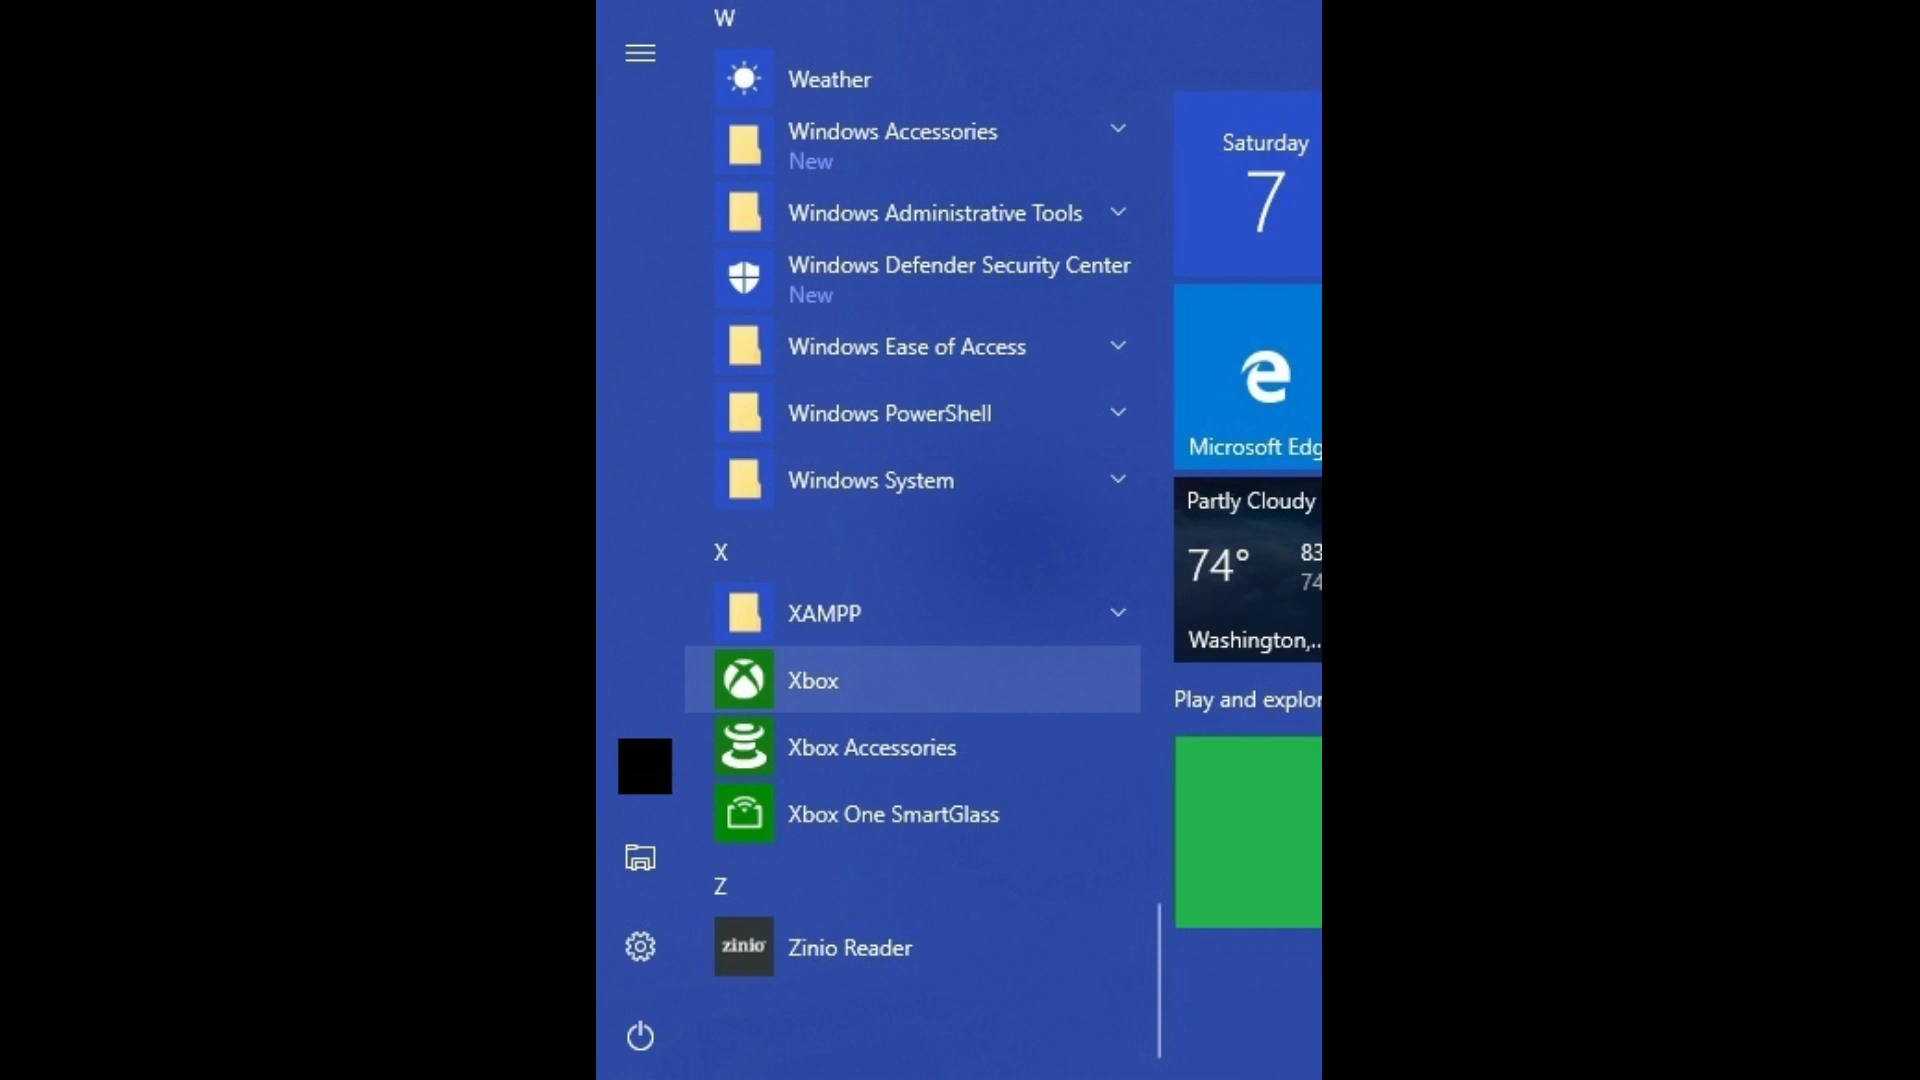 W
Weather
Windows Accessories
New
Windows Administrative Tools
Windows Defender Security Center
New
Windows Ease of Access
Windows PowerShell
Windows System
X
XAMPP
Xbox
Xbox Accessories
Xbox One SmartGlass
Z
zinio
Zinio Reader
Saturday
7
Microsoft Edg
Partly Cloudy
74° 83
74
Washington,..
Play and explor